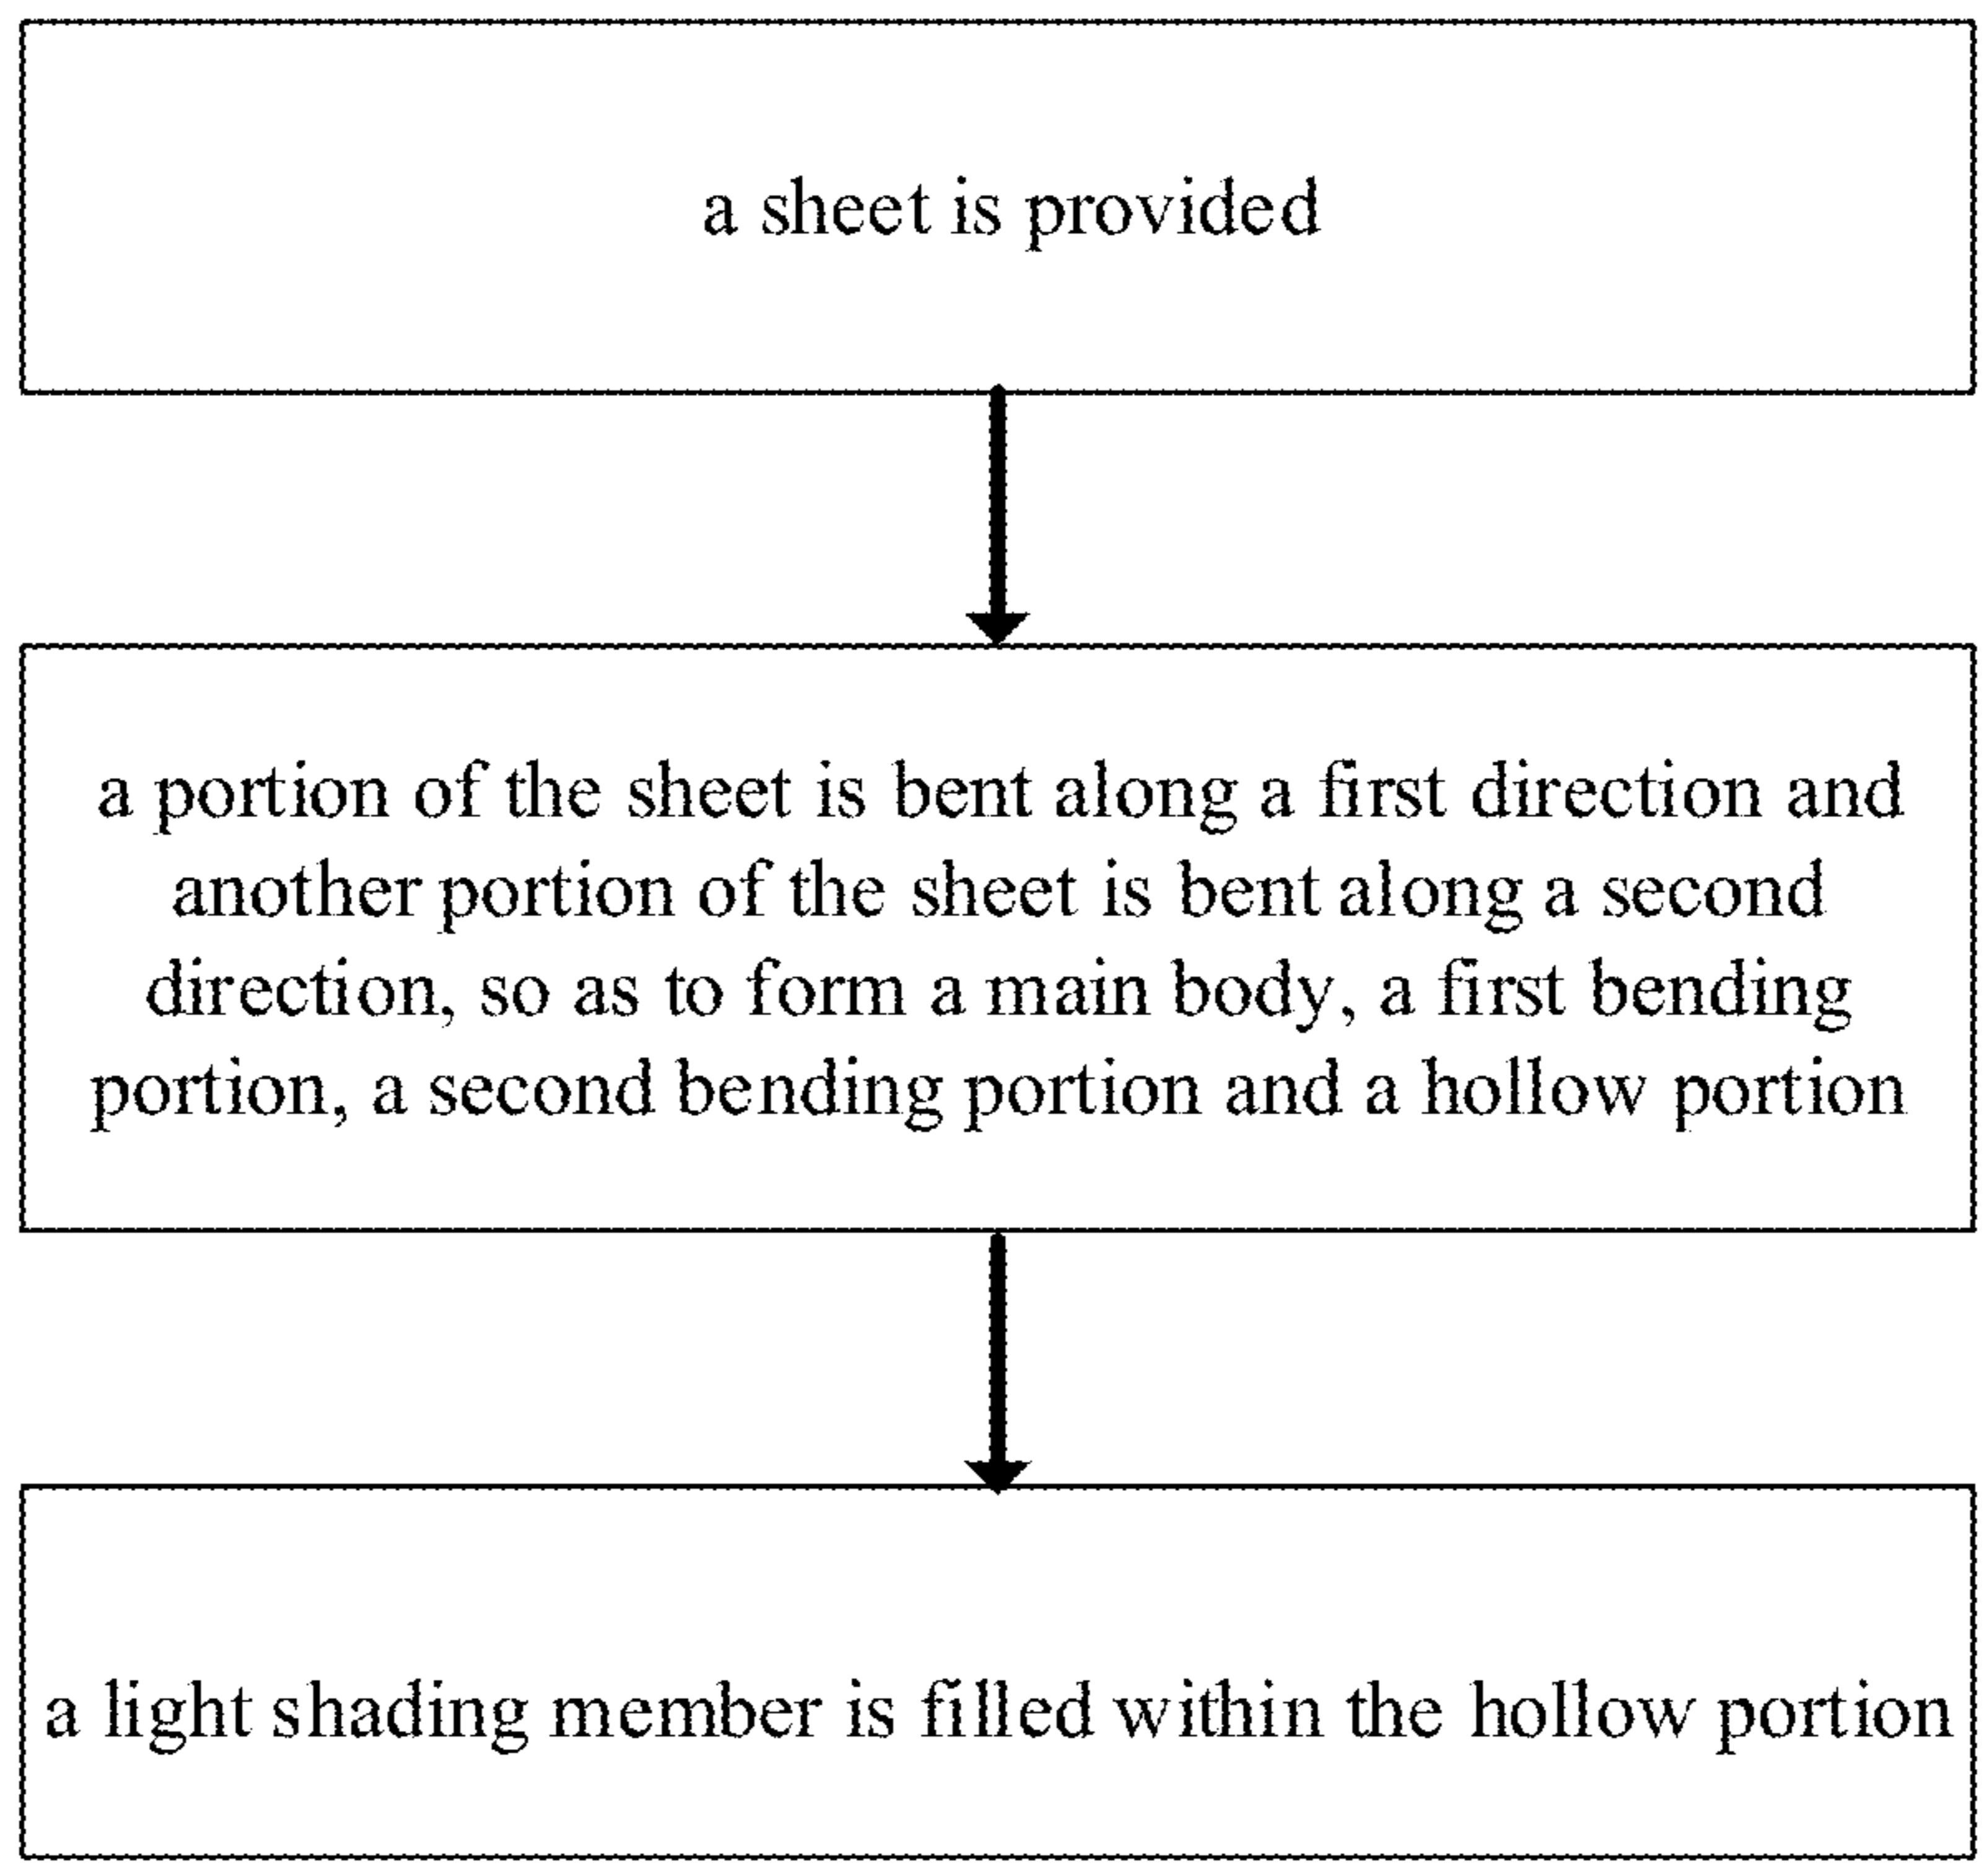 a sheet is provided
a portion of the sheet is bent along a first direction and
another portion of the sheet is bent along a second
direction, so as to form a main body, a first bending
portion, a second bending portion and a hollow portion
a light shading member is filled within the hollow portion